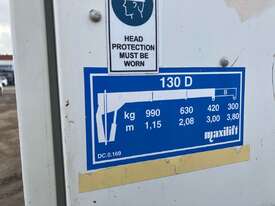 HEAD
PROTECTION
MUST BE
WORN
130 D
kg 990 630 420 300
m 1,15 2,08 3,00 3,80
DC.0.169 maxilift